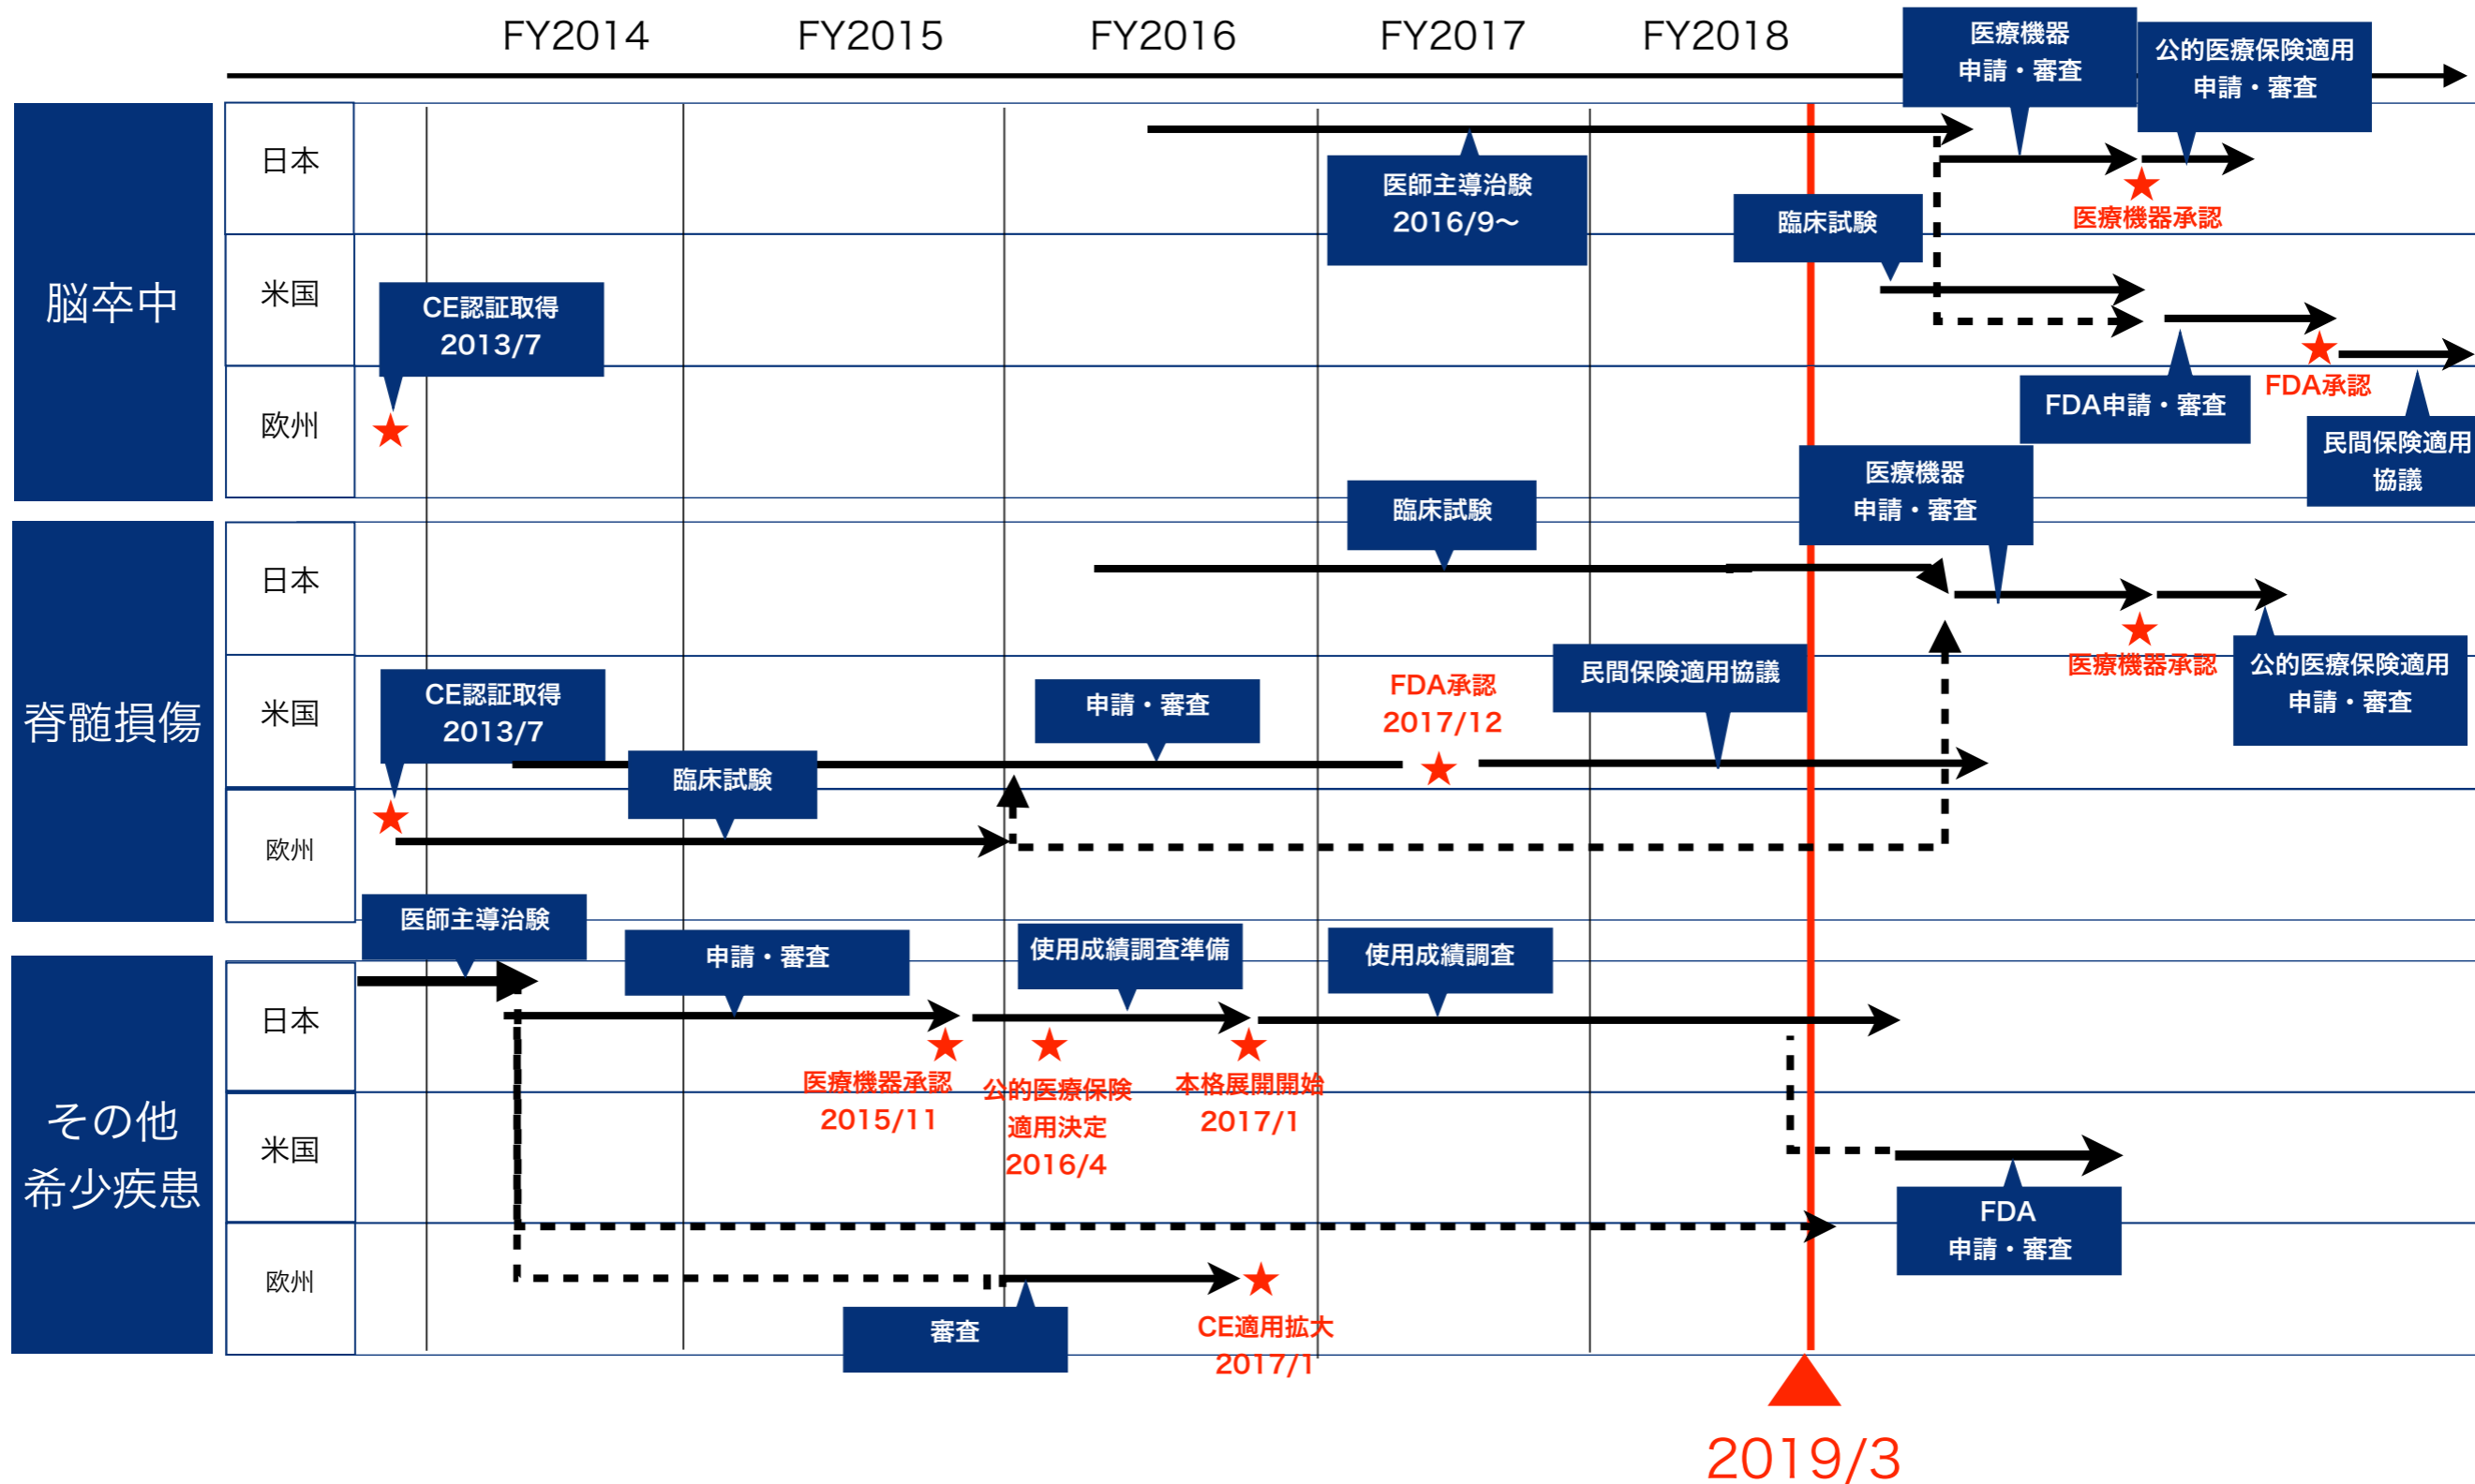 FY2014
FY2015
FY2016
FY2017
FY2018
医療機器
申請・審査
公的医療保険適用
申請・審査
脳卒中
日本
医師主導治験
2016/9〜
臨床試験
医療機器承認
米国
CE認証取得
2013/7
FDA申請・審査
FDA承認
民間保険適用
協議
欧州
脊髄損傷
日本
臨床試験
医療機器
申請・審査
医療機器承認
公的医療保険適用
申請・審査
米国
CE認証取得
2013/7
臨床試験
申請・審査
FDA承認
2017/12
民間保険適用協議
欧州
その他
希少疾患
日本
医師主導治験
申請・審査
使用成績調査準備
使用成績調査
医療機器承認
2015/11
公的医療保険
適用決定
2016/4
本格展開開始
2017/1
米国
FDA
申請・審査
欧州
審査
CE適用拡大
2017/1
2019/3